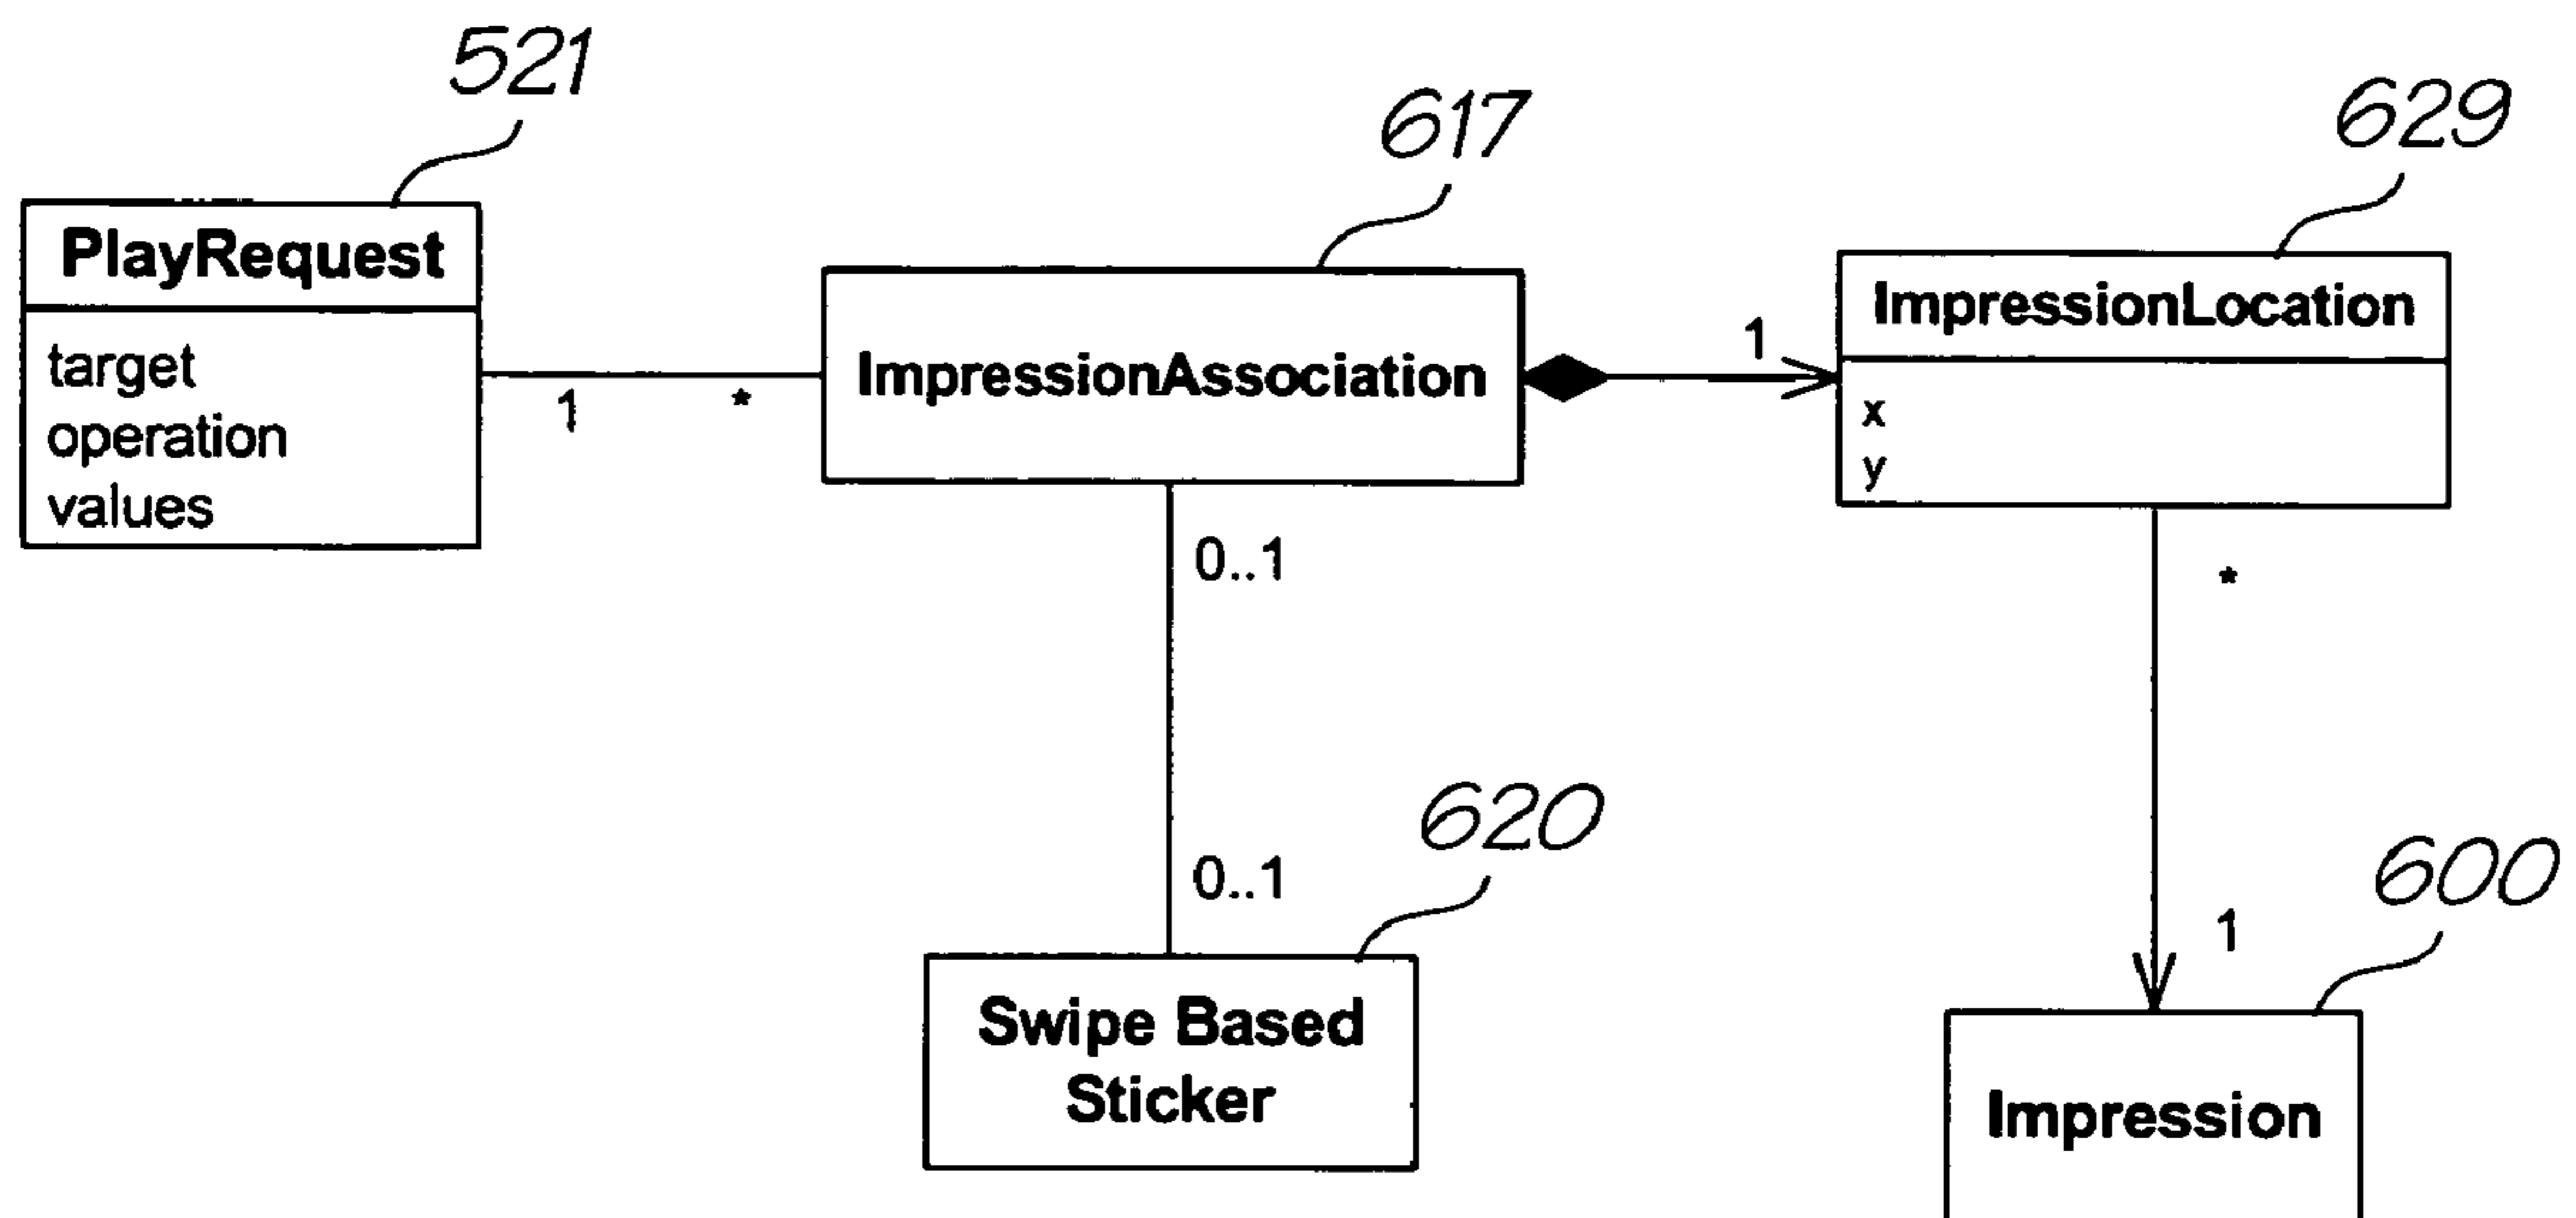 521
617
629
PlayRequest
target
operation
values
1
*
ImpressionAssociation
1
ImpressionLocation
x
y
0..1
*
0..1
620
1
600
Swipe Based
Sticker
Impression